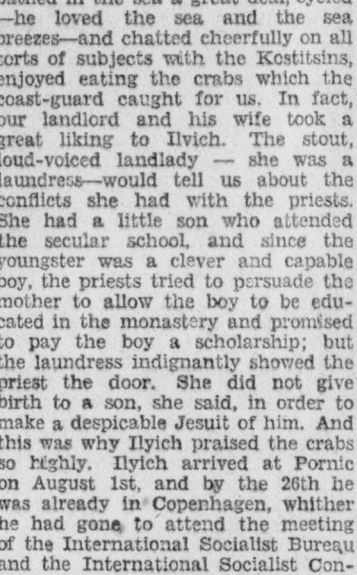 —he loved the sea and the sea
breezes—and chatted cheerfully on all
sorts of subjects with the Kostitsins,
enjoyed eating the crabs which the
coast-guard caught for us. In fact,
our landlord and his wife took a
great liking to Ilvich. The stout,
loud-voiced landlady — she was a
laundress—would tell us about the
conflicts she had with the priests.
She had a little son who attended
the secular school, and since the
youngster was a clever and capable
boy, the priests tried to persuade the
mother to allow the boy to be edu-
cated in the monastery and promised
to pay the boy a scholarship; but
the laundress indignantly showed the
priest the door. She did not give
birth to a son, she said, in order to
make a despicable Jesuit of him. And
this was why Ilyich praised the crabs
so highly. Ilyich arrived at Pornic
on August 1st, and by the 26th he
was already in Copenhagen, whither
he had gone to attend the meeting
of the International Socialist Bureau
and the International Socialist Con-